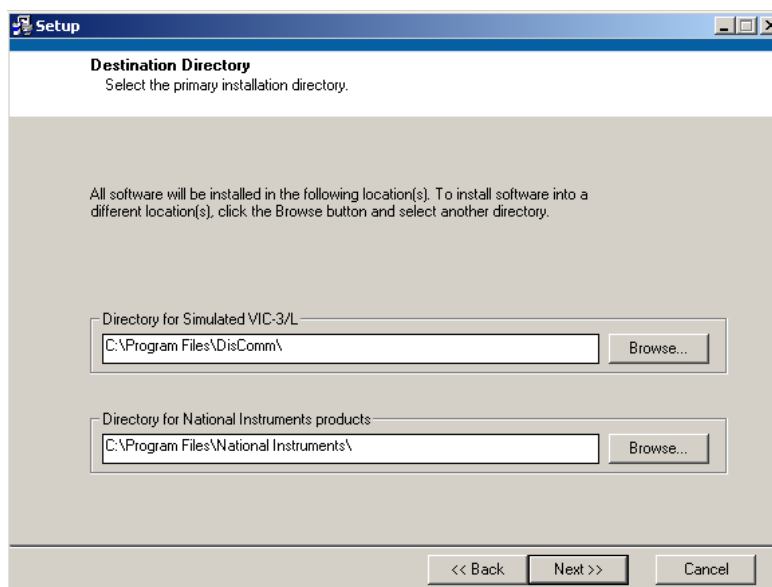 Setup
Destination Directory
Select the primary installation directory.
All software will be installed in the following location(s). To install software into a
different location(s), click the Browse button and select another directory.
Directory for Simulated VIC-3/L
C:\Program Files\DisComm\
Browse...
Directory for National Instruments products
C:\Program Files\National Instruments\
Browse...
<< Back
Next >>
Cancel